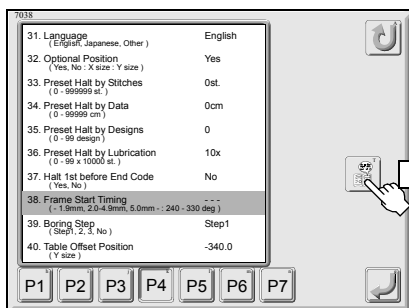 7038
31. Language English
( English, Japanese, Other )
32. Optional Position Yes
( Yes, No : X size : Y size )
33. Preset Halt by Stitches 0st.
( 0 - 999999 st. )
34. Preset Halt by Data 0cm
( 0 - 99999 cm )
35. Preset Halt by Designs 0
( 0 - 99 design )
36. Preset Halt by Lubrication 10x
( 0 - 99 x 10000 st. )
37. Halt 1st before End Code No
( Yes, No )
38. Frame Start Timing - - -
( - 1.9mm, 2.0-4.9mm, 5.0mm - : 240 - 330 deg )
39. Boring Step Step1
( Step1, 2, 3, No )
40. Table Offset Position -340.0
( Y size )
P1 P2 P3 P4 P5 P6 P7